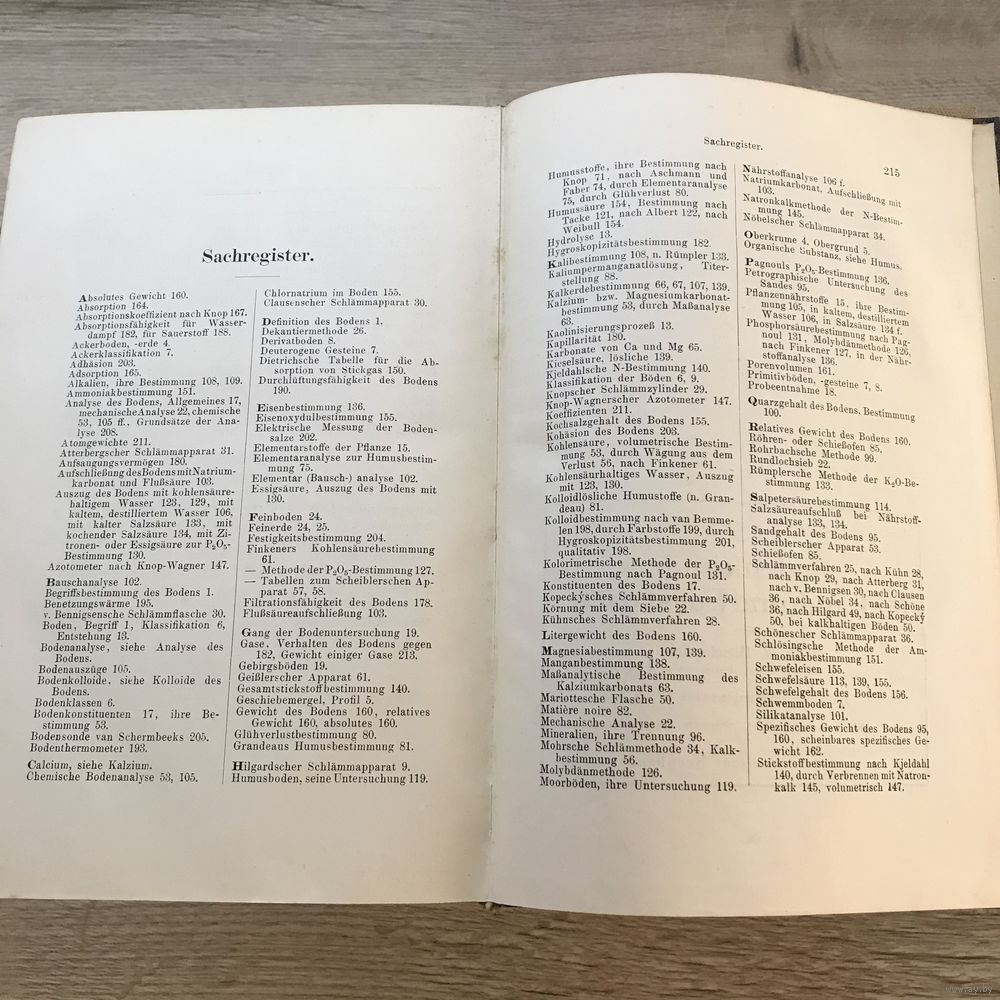 Sachregister.
Absolutes Gewicht 160.
Absorption 164.
Absorptionskoeffizient nach Knop 167.
Absorptionsfähigkeit für Wasser-
dampf 182, für Sauerstoff 188.
Ackerboden, -erde 4.
Ackerklassifikation 7.
Adhäsion 203.
Adsorption 165.
Alkalien, ihre Bestimmung 108, 109.
Ammoniakbestimmung 151.
Analyse des Bodens, Allgemeines 17,
mechanische Analyse 22, chemische
53, 105 ff., Grundsätze der Ana-
lyse 208.
Atomgewichte 211.
Atterbergscher Schlämmapparat 31.
Aufsaugungsvermögen 180.
Aufschließung des Bodens mit Natrium-
karbonat und Flußsäure 103.
Auszug des Bodens mit kohlensäure-
haltigem Wasser 123, 129, mit
kaltem, destilliertem Wasser 106,
mit kalter Salzsäure 133, mit
kochender Salzsäure 134, mit Zi-
tronen- oder Essigsäure zur P₂O₅-
Bestimmung 130.
Azotometer nach Knop-Wagner 147.
Bauschanalyse 102.
Begriffsbestimmung des Bodens 1.
Benetzungswärme 195.
v. Bennigsensche Schlämmflasche 30.
Boden, Begriff 1, Klassifikation 6,
Entstehung 13.
Bodenanalyse, siehe Analyse des
Bodens.
Bodenauszüge 105.
Bodenkolloide, siehe Kolloide des
Bodens.
Bodenklassen 6.
Bodenkonstituenten 17, ihre Be-
stimmung 53.
Bodensonde van Schermbeeks 205.
Bodenthermometer 193.
Calcium, siehe Kalzium.
Chemische Bodenanalyse 53, 105.
Chlornatrium im Boden 155.
Clausenscher Schlämmapparat 30.
Definition des Bodens 1.
Dekantiermethode 26.
Derivatboden 8.
Deuterogene Gesteine 7.
Dietrichsche Tabelle für die Ab-
sorption von Stickgas 150.
Durchlüftungsfähigkeit des Bodens
190.
Eisenbestimmung 136.
Eisenoxydulbestimmung 155.
Elektrische Messung der Boden-
salze 202.
Elementarstoffe der Pflanze 15.
Elementaranalyse zur Humusbestim-
mung 75.
Elementar (Bausch-) analyse 102.
Essigsäure, Auszug des Bodens mit
130.
Feinboden 24.
Feinerde 24, 25.
Festigkeitsbestimmung 204.
Finkeners Kohlensäurebestimmung
61.
— Methode der P₂O₅-Bestimmung 127.
— Tabellen zum Scheiblerschen Ap-
parat 57, 58.
Filtrationsfähigkeit des Bodens 178.
Flußsäureaufschließung 103.
Gang der Bodenuntersuchung 19.
Gase, Verhalten des Bodens gegen
182, Gewicht einiger Gase 213.
Gebirgsböden 19.
Geißlerscher Apparat 61.
Gesamtstickstoffbestimmung 140.
Geschiebemergel, Profil 5.
Gewicht des Bodens 160, relatives
Gewicht 160, absolutes 160.
Glühverlustbestimmung 80.
Grandeaus Humusbestimmung 81.
Hilgardscher Schlämmapparat 9.
Humusboden, seine Untersuchung 119.
Sachregister.
215
Humusstoffe, ihre Bestimmung nach
Knop 71, nach Aschmann und
Faber 74, durch Elementaranalyse
75, durch Glühverlust 80.
Humussäure 154, Bestimmung nach
Tacke 121, nach Albert 122, nach
Weibull 154.
Hydrolyse 13.
Hygroskopizitätsbestimmung 182.
Kalibestimmung 108, n. Rümpler 133.
Kaliumpermanganatlösung, Titer-
stellung 88.
Kalkerdebestimmung 66, 67, 107, 139.
Kalzium- bzw. Magnesiumkarbonat-
bestimmung 53, durch Maßanalyse
63.
Kaolinisierungsprozeß 13.
Kapillarität 180.
Karbonate von Ca und Mg 65.
Kieselsäure, lösliche 139.
Kjeldahlsche N-Bestimmung 140.
Klassifikation der Böden 6, 9.
Knopscher Schlämmzylinder 29.
Knop-Wagnerscher Azotometer 147.
Koeffizienten 211.
Kochsalzgehalt des Bodens 155.
Kohäsion des Bodens 203.
Kohlensäure, volumetrische Bestim-
mung 53, durch Wägung aus dem
Verlust 56, nach Finkener 61.
Kohlensäurehaltiges Wasser, Auszug
mit 123, 130.
Kolloidlösliche Humusstoffe (n. Gran-
deau) 81.
Kolloidbestimmung nach van Bemme-
len 198, durch Farbstoffe 199, durch
Hygroskopizitätsbestimmung 201,
qualitativ 198.
Kolorimetrische Methode der P₂O₅-
Bestimmung nach Pagnoul 131.
Konstituenten des Bodens 17.
Kopeckýsches Schlämmverfahren 50.
Körnung mit dem Siebe 22.
Kühnsches Schlämmverfahren 28.
Litergewicht des Bodens 160.
Magnesiabestimmung 107, 139.
Manganbestimmung 138.
Maßanalytische Bestimmung des
Kalziumkarbonats 63.
Mariottesche Flasche 50.
Matière noire 82.
Mechanische Analyse 22.
Mineralien, ihre Trennung 96.
Mohrsche Schlämmethode 34, Kalk-
bestimmung 56.
Molybdänmethode 126.
Moorböden, ihre Untersuchung 119.
Nährstoffanalyse 106 f.
Natriumkarbonat, Aufschließung mit
103.
Natronkalkmethode der N-Bestim-
mung 145.
Nöbelscher Schlämmapparat 34.
Oberkrume 4, Obergrund 5.
Organische Substanz, siehe Humus.
Pagnouls P₂O₅-Bestimmung 136.
Petrographische Untersuchung des
Sandes 95.
Pflanzennährstoffe 15, ihre Bestim-
mung 105, in kaltem, destilliertem
Wasser 106, in Salzsäure 134 f.
Phosphorsäurebestimmung nach Pag-
noul 131, Molybdänmethode 126,
nach Finkener 127, in der Nähr-
stoffanalyse 136.
Porenvolumen 161.
Primitivböden, -gesteine 7, 8.
Probeentnahme 18.
Quarzgehalt des Bodens, Bestimmung
100.
Relatives Gewicht des Bodens 160.
Röhren- oder Schießofen 85.
Rohrbachsche Methode 99.
Rundlochsieb 22.
Rümplersche Methode der K₂O-Be-
stimmung 133.
Salpetersäurebestimmung 114.
Salzsäureaufschluß bei Nährstoff-
analyse 133, 134.
Sandgehalt des Bodens 95.
Scheiblerscher Apparat 53.
Schießofen 85.
Schlämmverfahren 25, nach Kühn 28,
nach Knop 29, nach Atterberg 31,
nach v. Bennigsen 30, nach Clausen
36, nach Nöbel 34, nach Schöne
36, nach Hilgard 49, nach Kopecký
50, bei kalkhaltigen Böden 50.
Schönescher Schlämmapparat 36.
Schlösingsche Methode der Am-
moniakbestimmung 151.
Schwefeleisen 155.
Schwefelsäure 113, 139, 155.
Schwefelgehalt des Bodens 156.
Schwemmboden 7.
Silikatanalyse 101.
Spezifisches Gewicht des Bodens 95,
160, scheinbares spezifisches Ge-
wicht 162.
Stickstoffbestimmung nach Kjeldahl
140, durch Verbrennen mit Natron-
kalk 145, volumetrisch 147.
www.ay.by